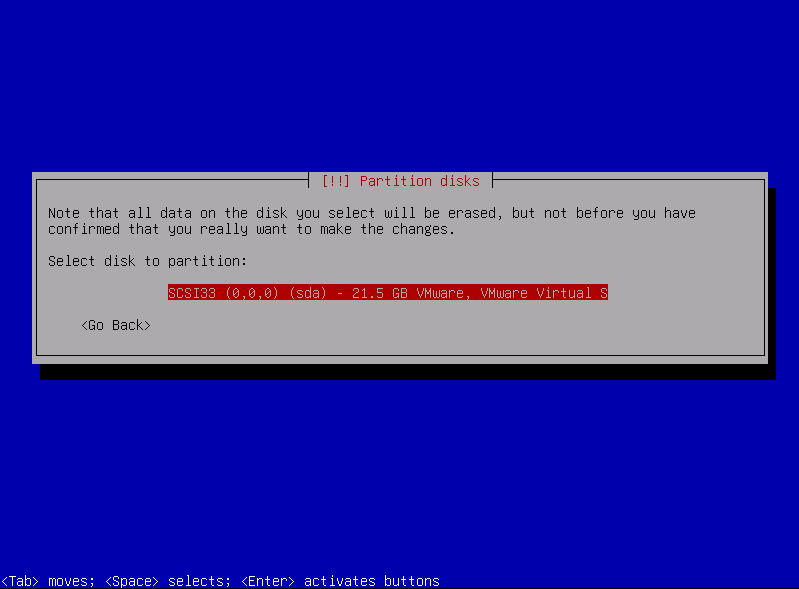 [!!] Partition disks
Note that all data on the disk you select will be erased, but not before you have
confirmed that you really want to make the changes.
Select disk to partition:
SCSI33 (0,0,0) (sda) - 21.5 GB VMware, VMware Virtual S
<Go Back>
<Tab> moves; <Space> selects; <Enter> activates buttons